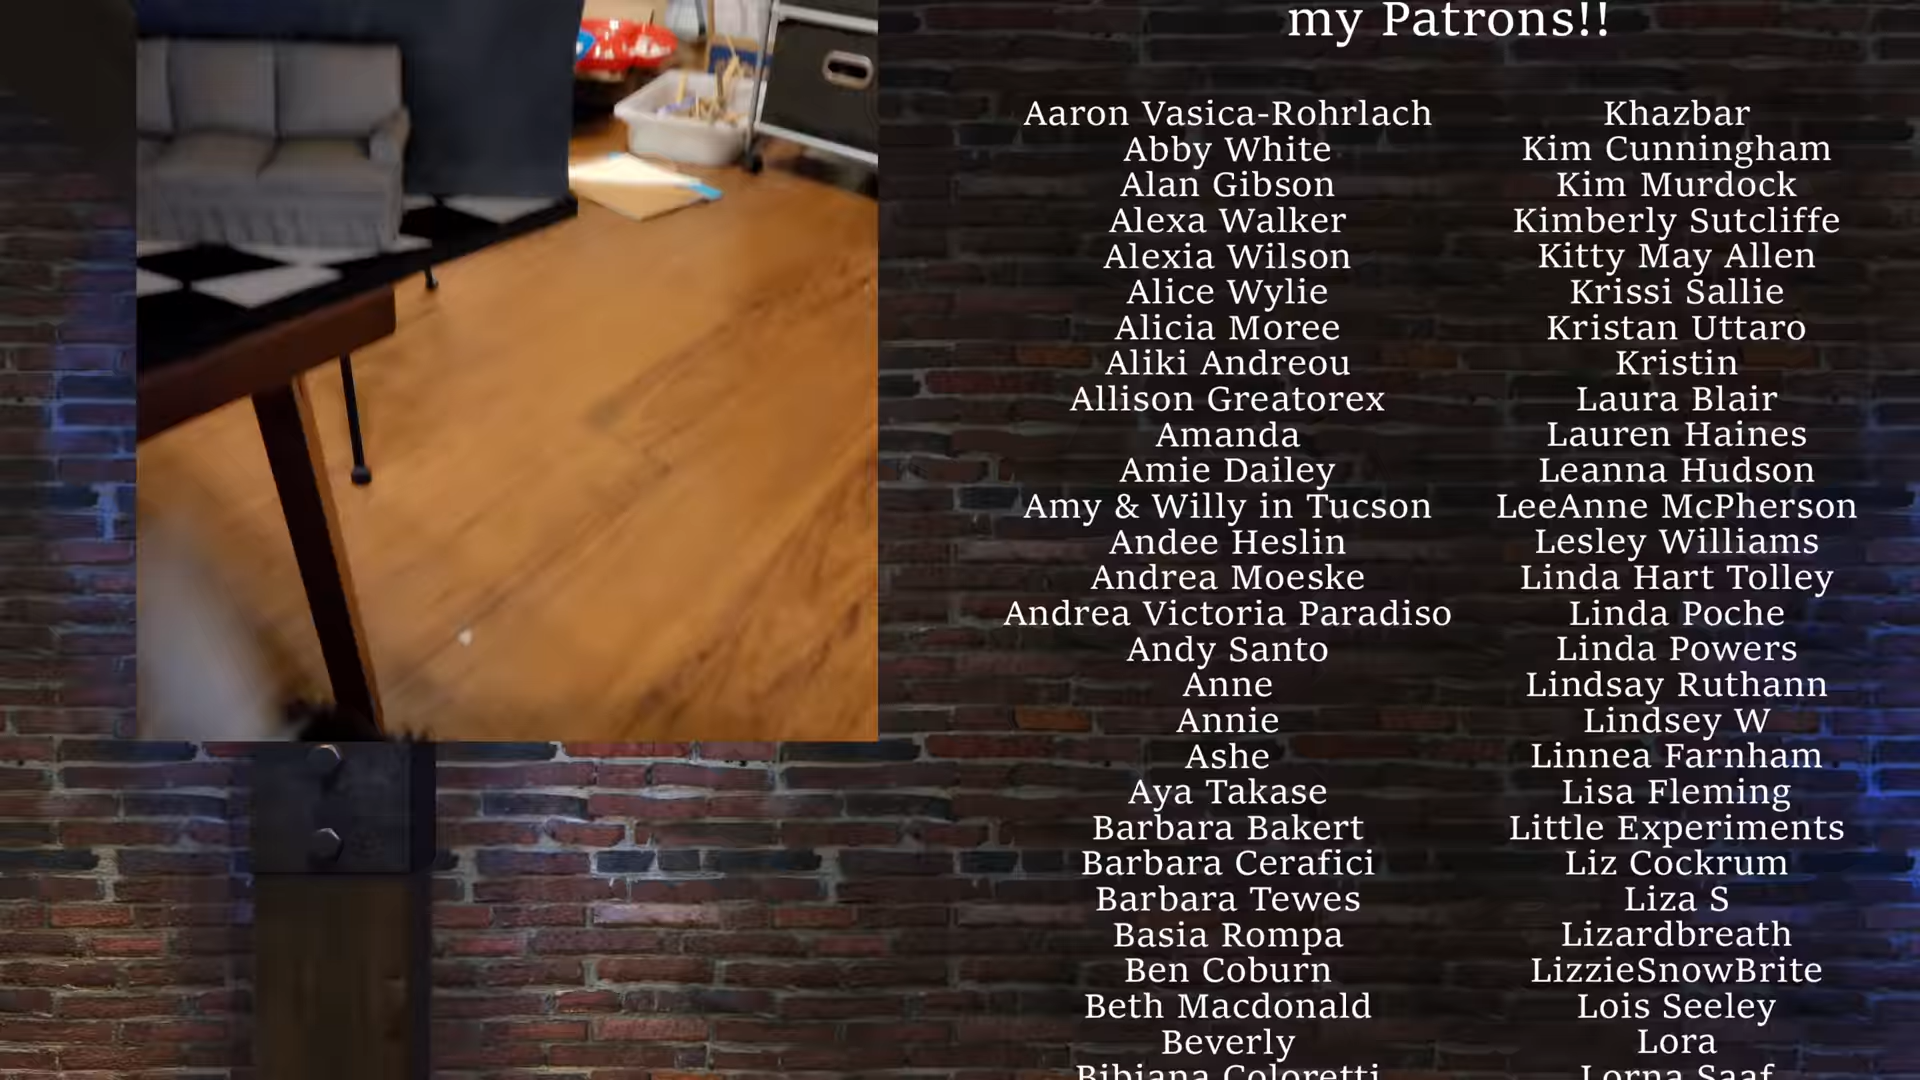 my Patrons!!
Aaron Vasica-Rohrlach
Abby White
Alan Gibson
Alexa Walker
Alexia Wilson
Alice Wylie
Alicia Moree
Aliki Andreou
Allison Greatorex
Amanda
Amie Dailey
Amy & Willy in Tucson
Andee Heslin
Andrea Moeske
Andrea Victoria Paradiso
Andy Santo
Anne
Annie
Ashe
Aya Takase
Barbara Bakert
Barbara Cerafici
Barbara Tewes
Basia Rompa
Ben Coburn
Beth Macdonald
Beverly
Bibiana Coloretti
Khazbar
Kim Cunningham
Kim Murdock
Kimberly Sutcliffe
Kitty May Allen
Krissi Sallie
Kristan Uttaro
Kristin
Laura Blair
Lauren Haines
Leanna Hudson
LeeAnne McPherson
Lesley Williams
Linda Hart Tolley
Linda Poche
Linda Powers
Lindsay Ruthann
Lindsey W
Linnea Farnham
Lisa Fleming
Little Experiments
Liz Cockrum
Liza S
Lizardbreath
LizzieSnowBrite
Lois Seeley
Lora
Lorna Saaf